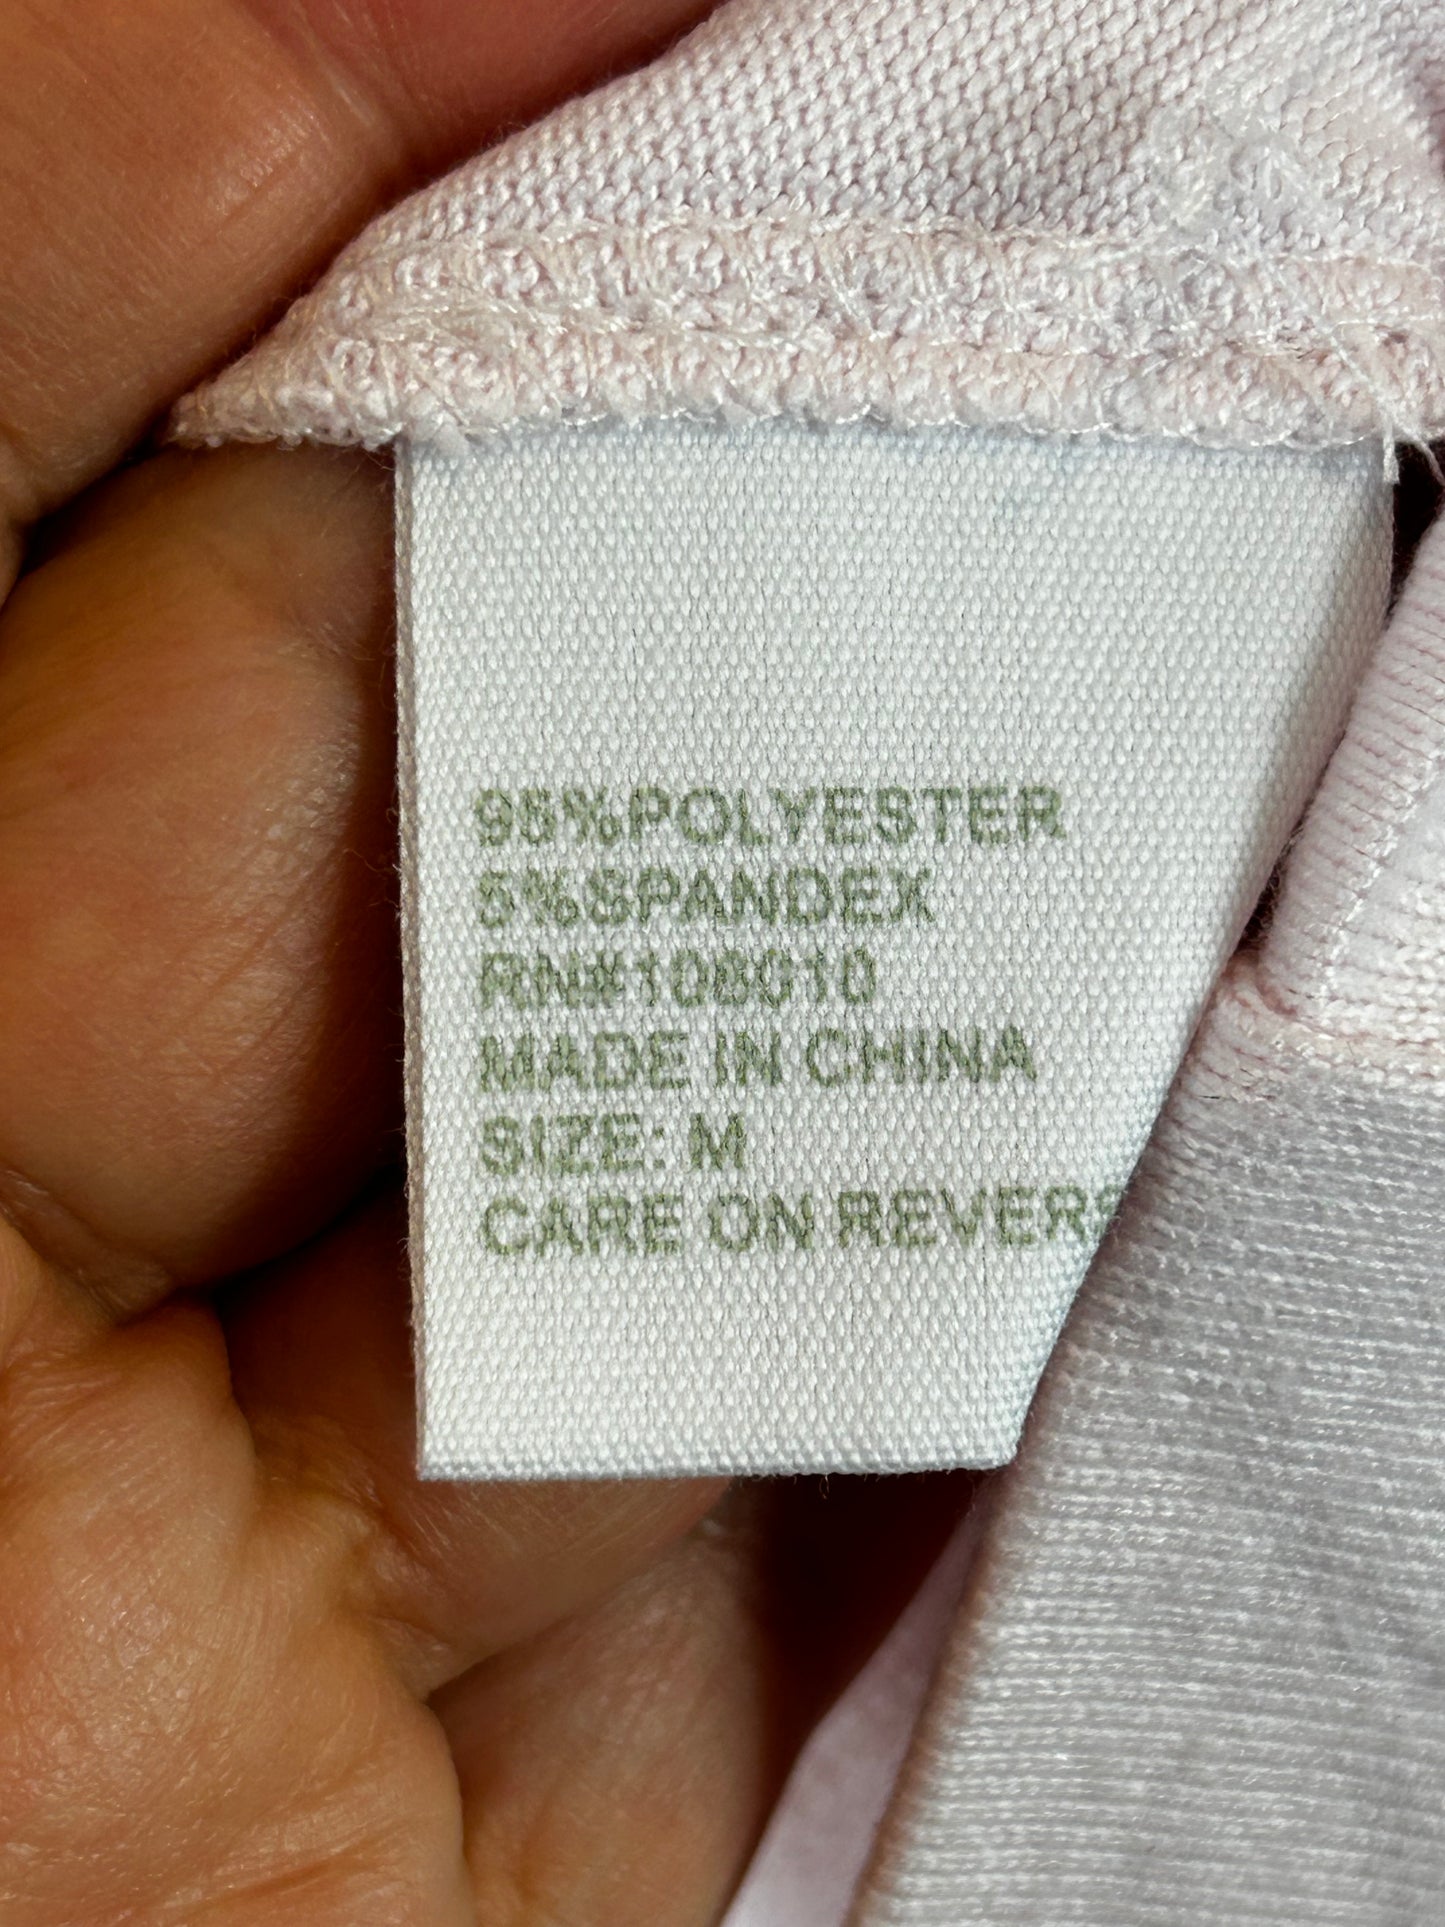 95%POLYESTER
5%SPANDEX
RN#108010
MADE IN CHINA
SIZE: M
CARE ON REVERS